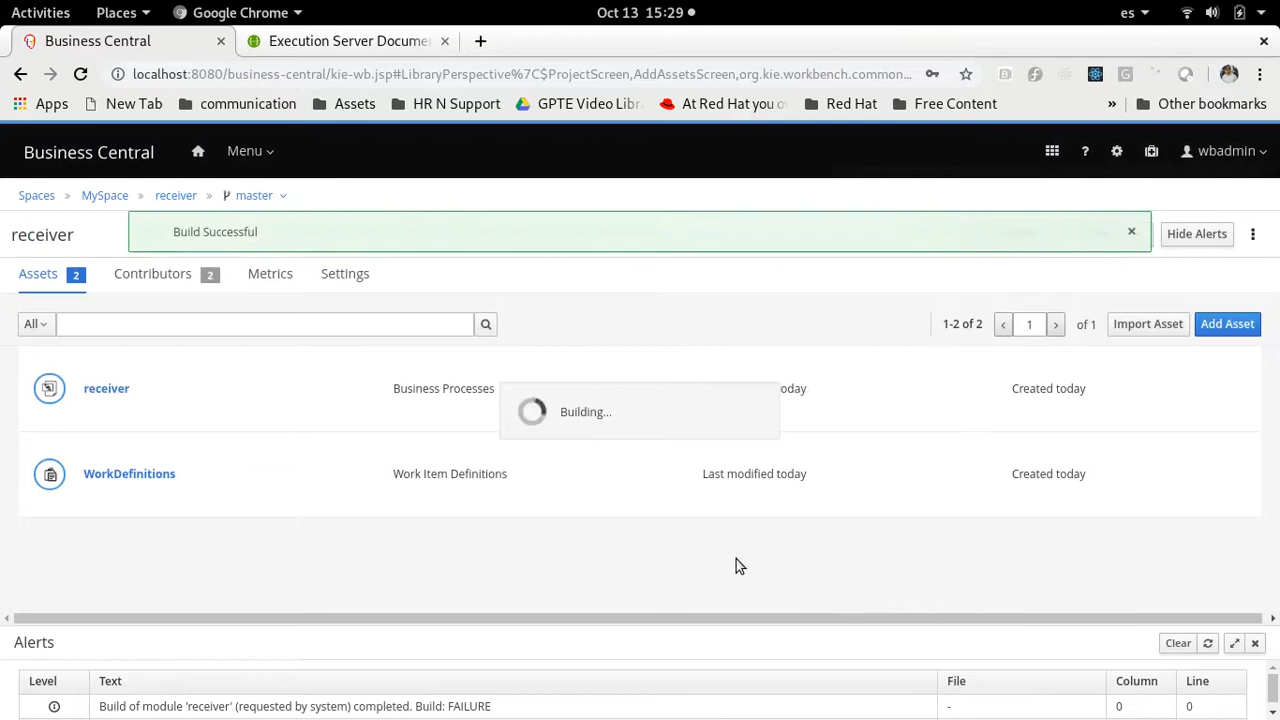 Activities Places Google Chrome Oct 13 15:29 es
Business Central Execution Server Docume
localhost:8080/business-central/kie-wb.jsp#LibraryPerspective%7C$ProjectScreen,AddAssetsScreen,org.kie.workbench.common...
Apps New Tab communication Assets HR N Support GPTE Video Libr At Red Hat you o Red Hat Free Content » Other bookmarks
Business Central Menu ? wbadmin
Spaces » MySpace » receiver » master
receiver Build Successful × Hide Alerts
Assets 2 Contributors 2 Metrics Settings
All 1-2 of 2 < 1 > of 1 Import Asset Add Asset
receiver Business Processes oday Created today
Building...
WorkDefinitions Work Item Definitions Last modified today Created today
Alerts Clear
Level Text File Column Line
Build of module 'receiver' (requested by system) completed. Build: FAILURE - 0 0